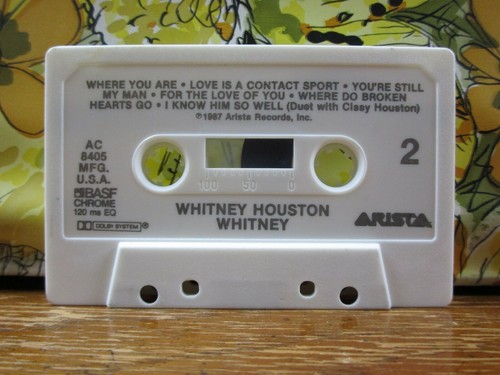 WHERE YOU ARE • LOVE IS A CONTACT SPORT • YOU'RE STILL
MY MAN • FOR THE LOVE OF YOU • WHERE DO BROKEN
HEARTS GO • I KNOW HIM SO WELL (Duet with Cissy Houston)
℗1987 Arista Records, Inc.
AC
8405
MFG.
U.S.A.
BASF
CHROME
120 ms EQ
DOLBY SYSTEM®
2
100 50 0
WHITNEY HOUSTON
WHITNEY
ARISTA